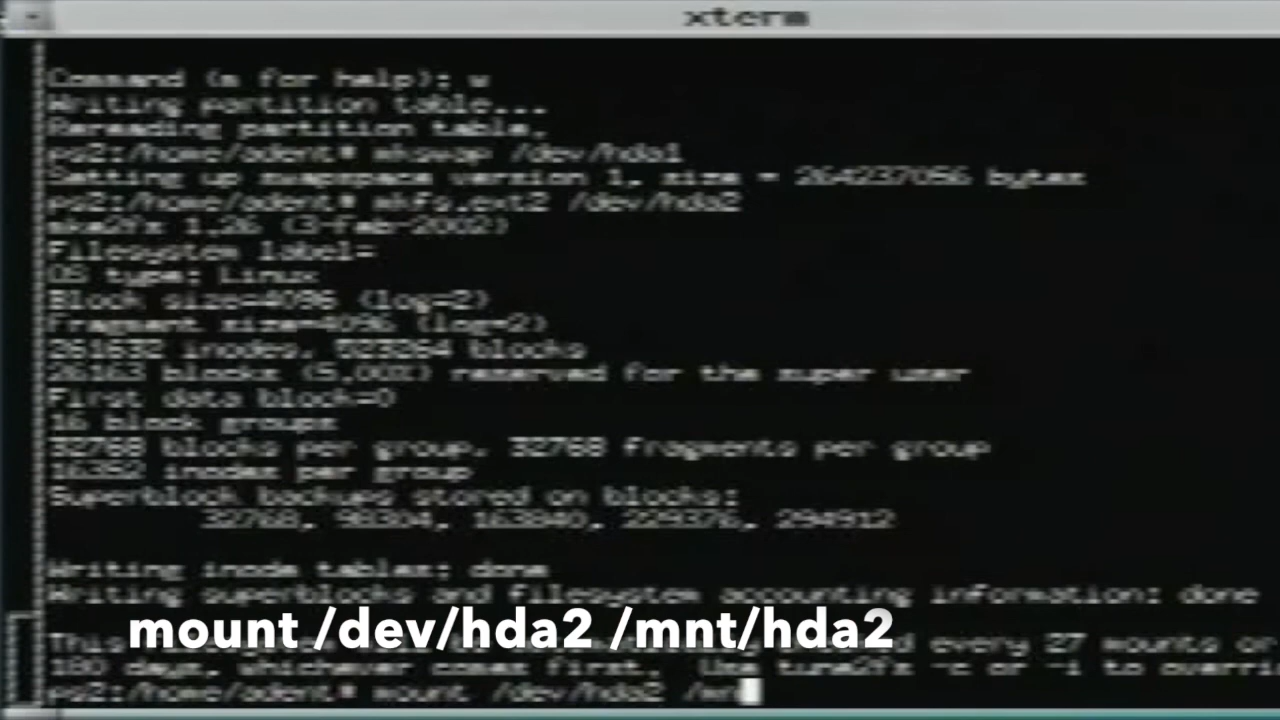 xterm
Command (m for help): w
Writing partition table...
Rereading partition table.
ps2:/home/adent# mkswap /dev/hda1
Setting up swapspace version 1, size = 264237056 bytes
ps2:/home/adent# mkfs.ext2 /dev/hda2
mke2fs 1.26 (3-Feb-2002)
Filesystem label=
OS type: Linux
Block size=4096 (log=2)
Fragment size=4096 (log=2)
261632 inodes, 523264 blocks
26163 blocks (5.00%) reserved for the super user
First data block=0
16 block groups
32768 blocks per group, 32768 fragments per group
16352 inodes per group
Superblock backups stored on blocks:
32768, 98304, 163840, 229376, 294912
Writing inode tables: done
Writing superblocks and filesystem accounting information: done
mount /dev/hda2 /mnt/hda2
This every 27 mounts or
180 days, whichever comes first. Use tune2fs -c or -i to overri
ps2:/home/adent# mount /dev/hda2 /mn